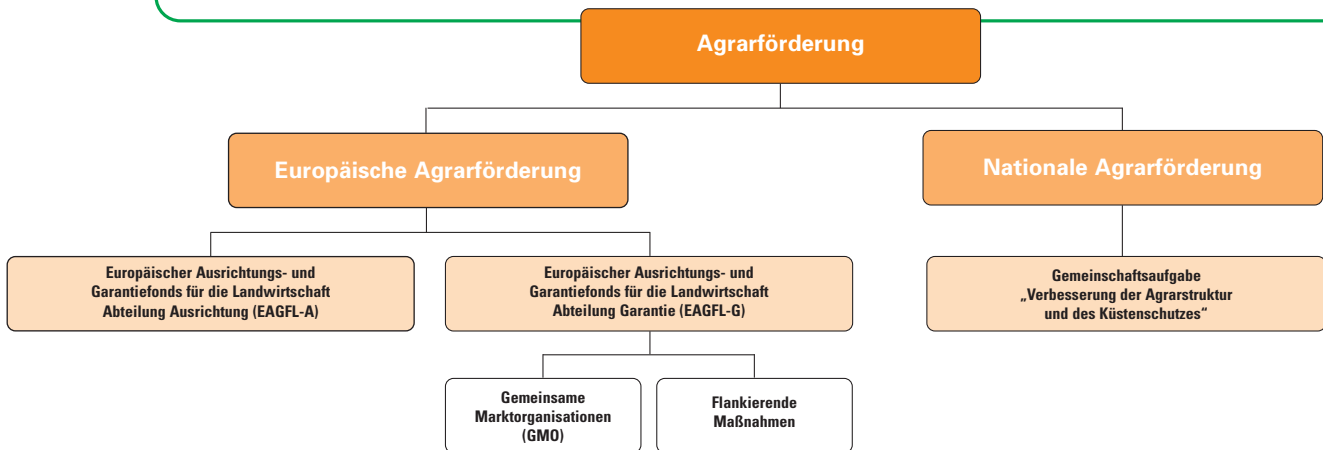 Agrarförderung
Europäische Agrarförderung
Nationale Agrarförderung
Europäischer Ausrichtungs- und
Garantiefonds für die Landwirtschaft
Abteilung Ausrichtung (EAGFL-A)
Europäischer Ausrichtungs- und
Garantiefonds für die Landwirtschaft
Abteilung Garantie (EAGFL-G)
Gemeinschaftsaufgabe
„Verbesserung der Agrarstruktur
und des Küstenschutzes“
Gemeinsame
Marktorganisationen
(GMO)
Flankierende
Maßnahmen